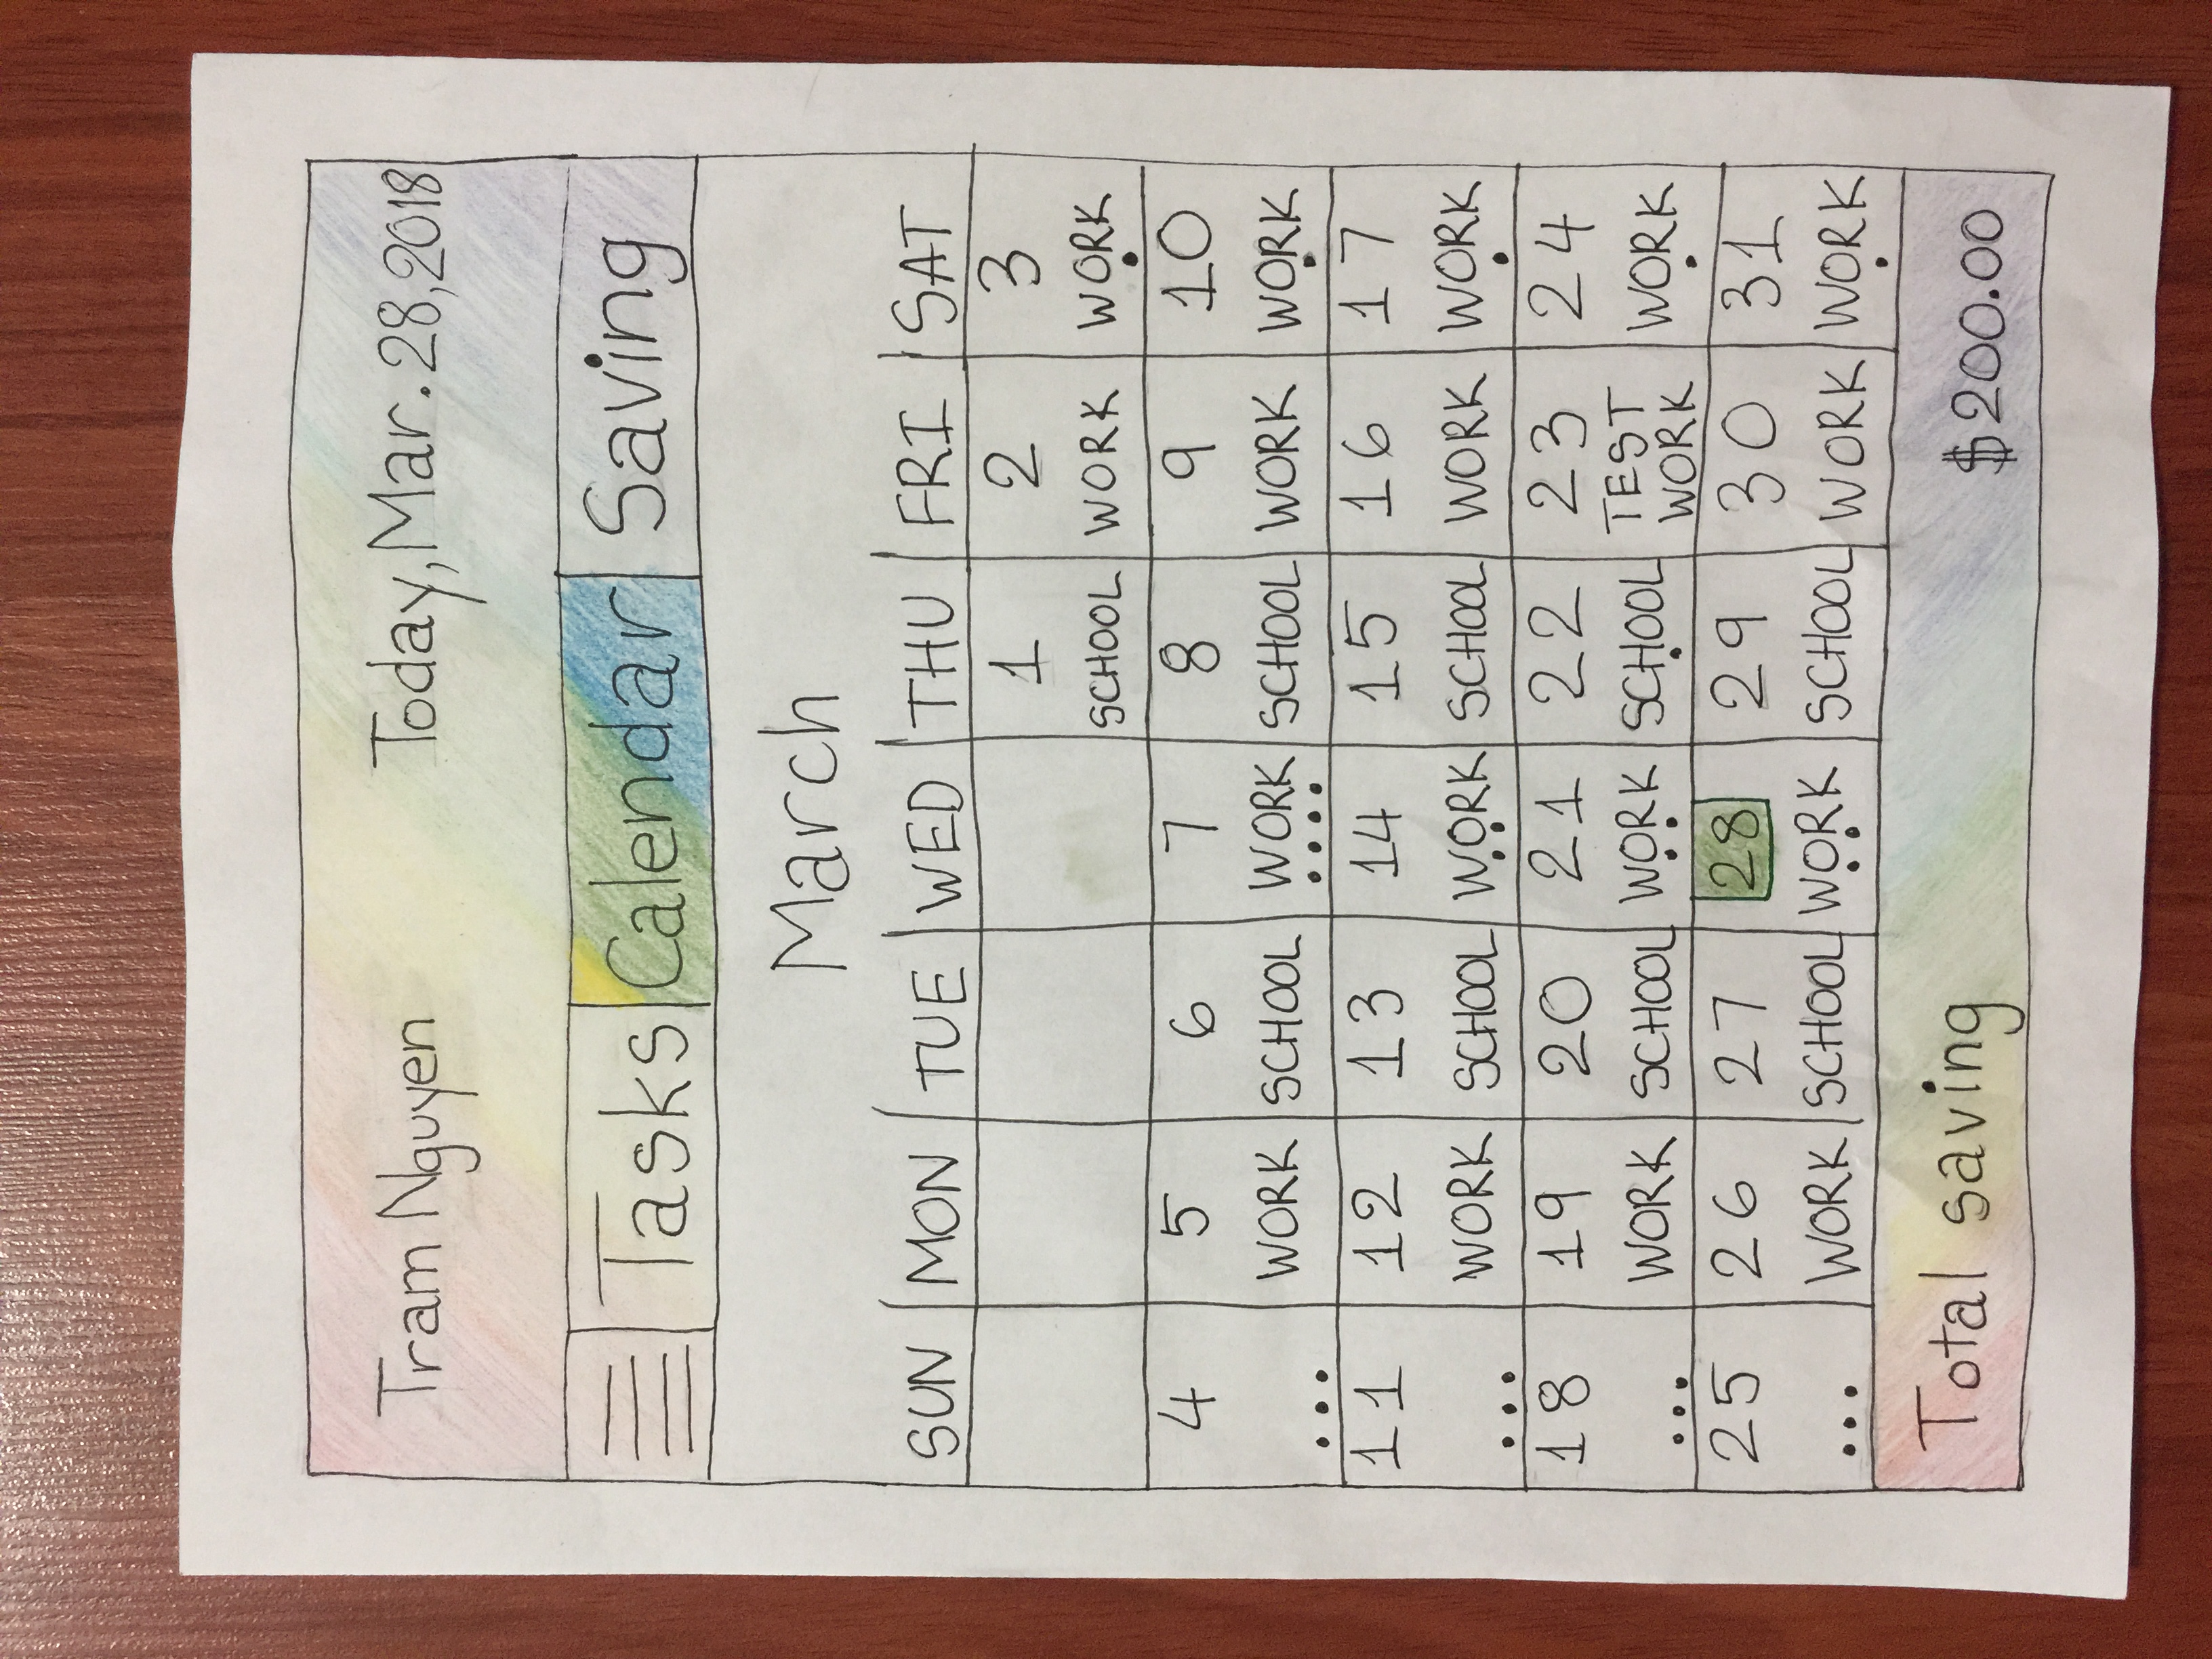 Tram Nguyen Today, Mar. 28, 2018
Tasks Calendar Saving
March
SUN MON TUE WED THU FRI SAT
1 2 3
SCHOOL WORK WORK
4 5 6 7 8 9 10
... WORK SCHOOL WORK SCHOOL WORK WORK
11 12 13 14 15 16 17
... WORK SCHOOL WORK SCHOOL WORK WORK
18 19 20 21 22 23 24
... WORK SCHOOL WORK SCHOOL TEST WORK WORK
25 26 27 28 29 30 31
... WORK SCHOOL WORK SCHOOL WORK WORK
Total saving $200.00